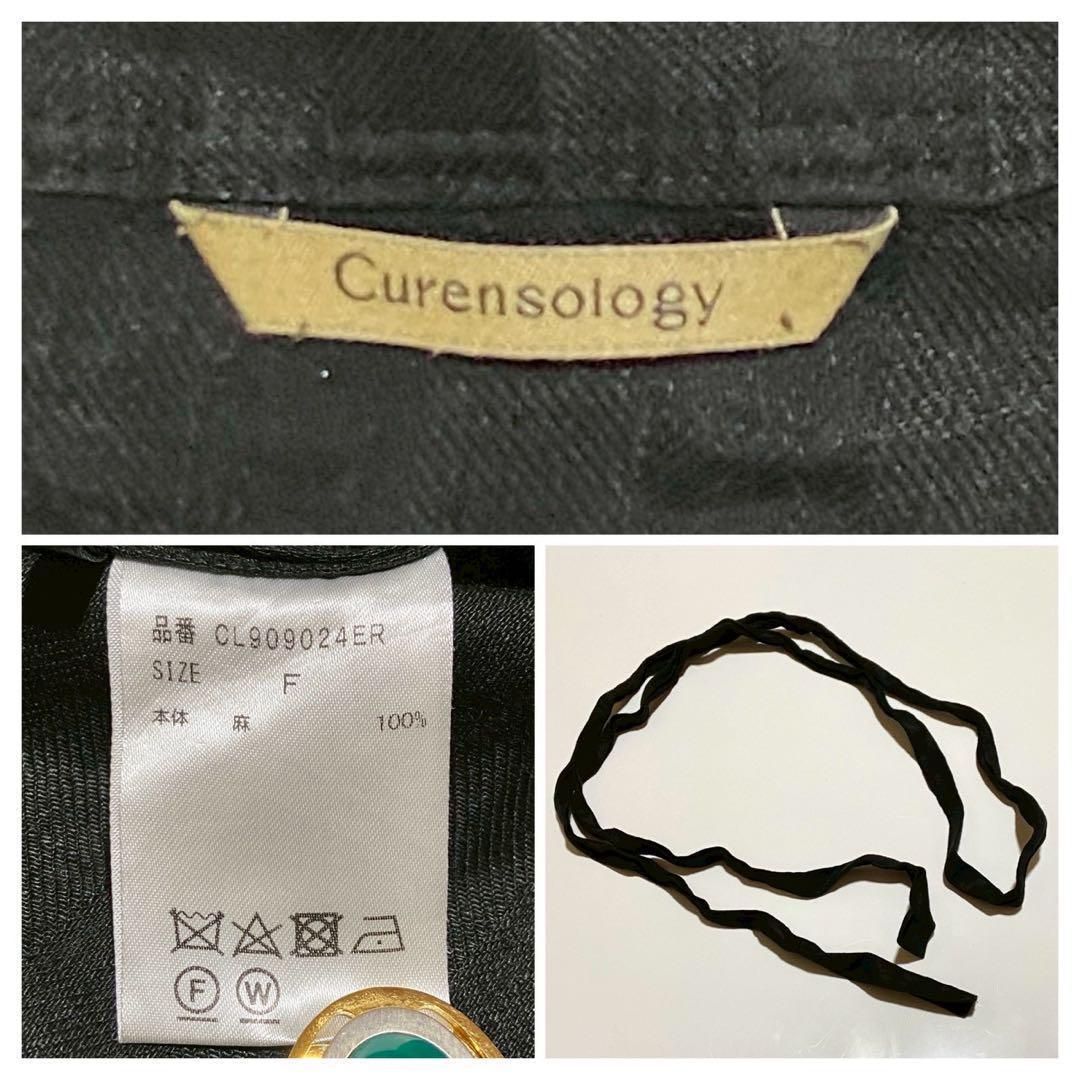 Curensology
品番 CL909024ER
SIZE F
本体 麻 100%
F W